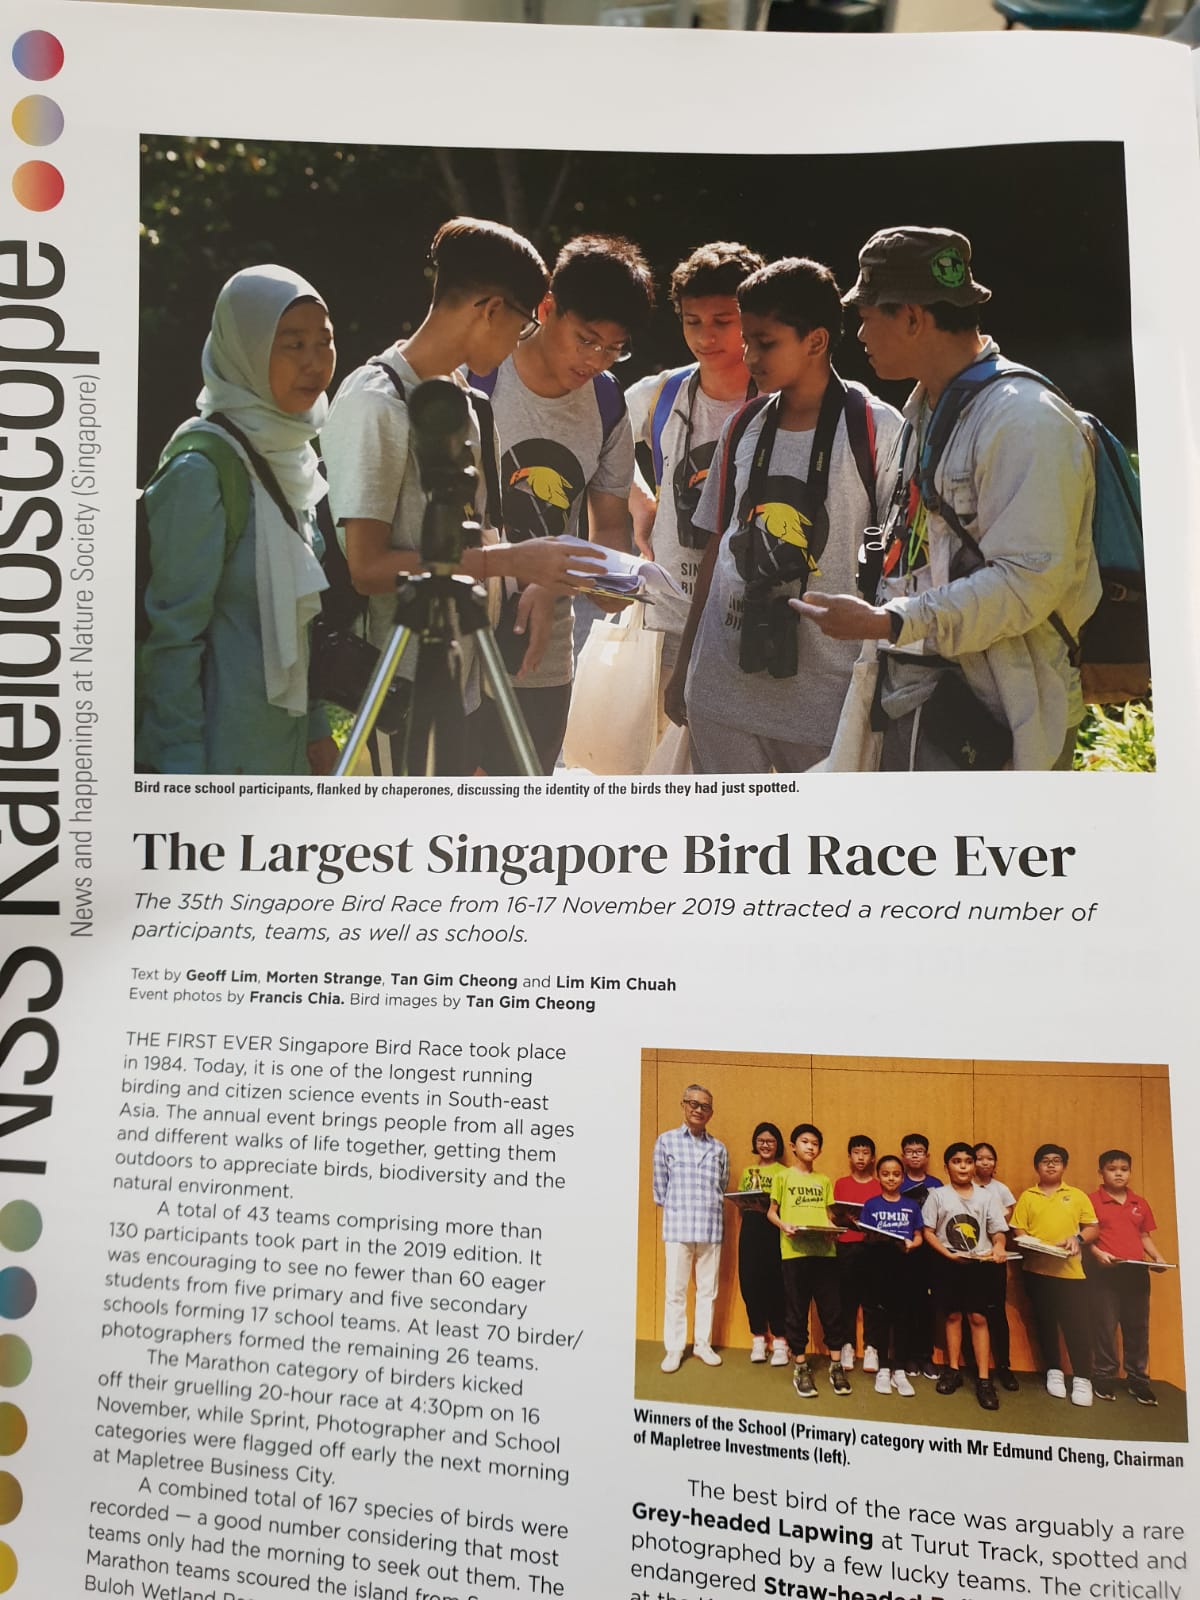 NSS Kaleidoscope
News and happenings at Nature Society (Singapore)
Bird race school participants, flanked by chaperones, discussing the identity of the birds they had just spotted.
The Largest Singapore Bird Race Ever
The 35th Singapore Bird Race from 16-17 November 2019 attracted a record number of
participants, teams, as well as schools.
Text by Geoff Lim, Morten Strange, Tan Gim Cheong and Lim Kim Chuah
Event photos by Francis Chia. Bird images by Tan Gim Cheong
THE FIRST EVER Singapore Bird Race took place
in 1984. Today, it is one of the longest running
birding and citizen science events in South-east
Asia. The annual event brings people from all ages
and different walks of life together, getting them
outdoors to appreciate birds, biodiversity and the
natural environment.
A total of 43 teams comprising more than
130 participants took part in the 2019 edition. It
was encouraging to see no fewer than 60 eager
students from five primary and five secondary
schools forming 17 school teams. At least 70 birder/
photographers formed the remaining 26 teams.
The Marathon category of birders kicked
off their gruelling 20-hour race at 4:30pm on 16
November, while Sprint, Photographer and School
categories were flagged off early the next morning
at Mapletree Business City.
A combined total of 167 species of birds were
recorded — a good number considering that most
teams only had the morning to seek out them. The
Marathon teams scoured the island from
Buloh Wetland
YUMIN
Champs
YUMIN
Champs
Winners of the School (Primary) category with Mr Edmund Cheng, Chairman
of Mapletree Investments (left).
The best bird of the race was arguably a rare
Grey-headed Lapwing at Turut Track, spotted and
photographed by a few lucky teams. The critically
endangered Straw-headed
at the